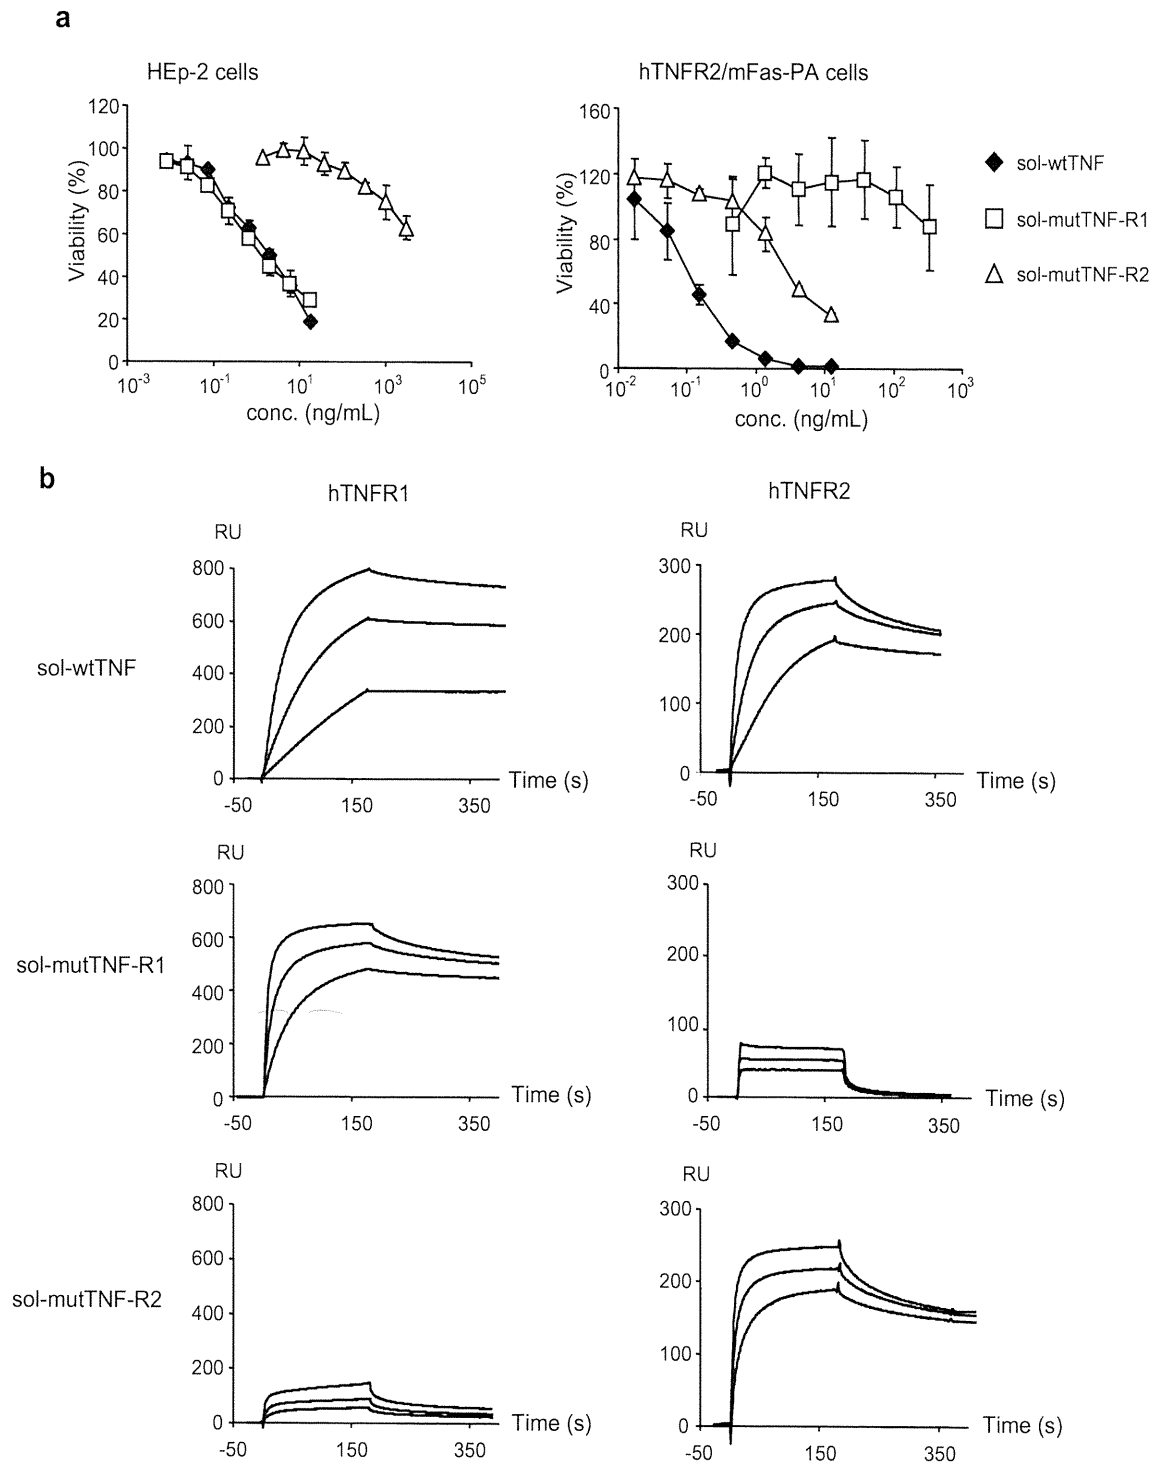 a
HEp-2 cells
hTNFR2/mFas-PA cells
120
100
80
60
40
20
0
Viability (%)
10-3
10-1
101
103
105
conc. (ng/mL)
160
120
80
40
0
Viability (%)
10-2
10-1
100
101
102
103
conc. (ng/mL)
sol-wtTNF
sol-mutTNF-R1
sol-mutTNF-R2
b
hTNFR1
hTNFR2
sol-wtTNF
RU
800
600
400
200
0
-50
150
350
Time (s)
RU
300
200
100
0
-50
150
350
Time (s)
sol-mutTNF-R1
RU
800
600
400
200
0
-50
150
350
Time (s)
RU
300
200
100
0
-50
150
350
Time (s)
sol-mutTNF-R2
RU
800
600
400
200
0
-50
150
350
Time (s)
RU
300
200
100
0
-50
150
350
Time (s)